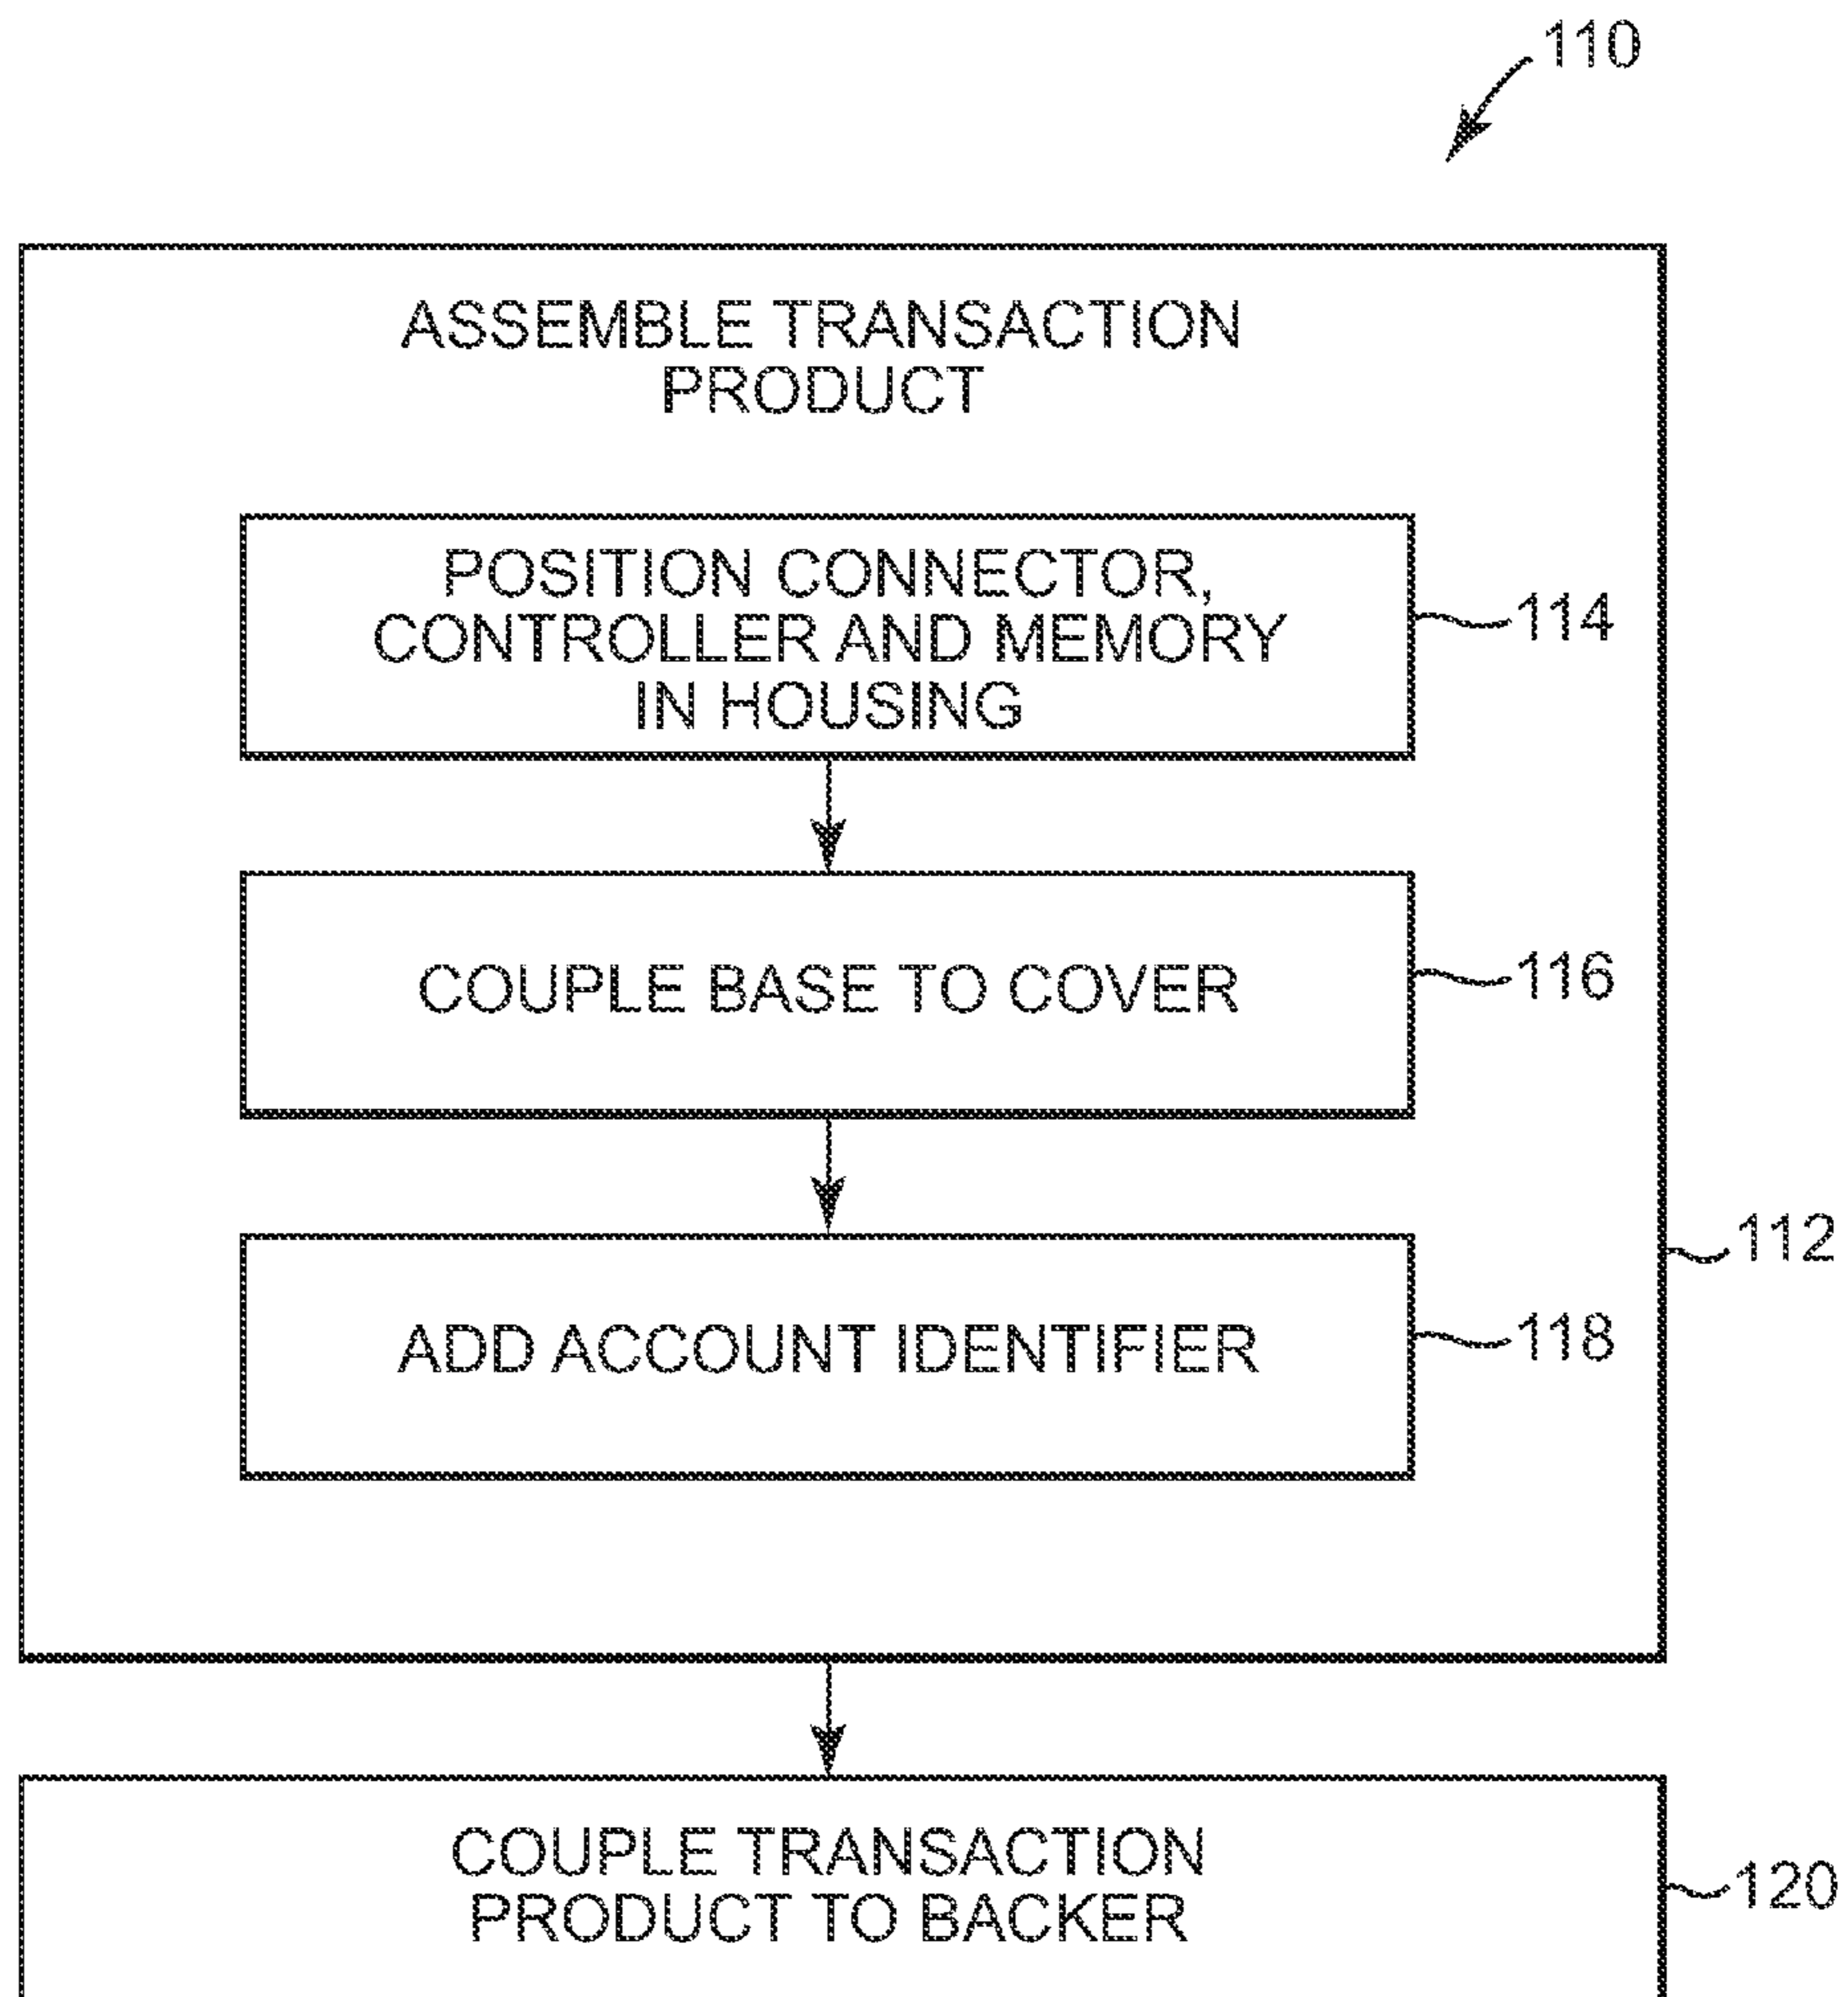 110
ASSEMBLE TRANSACTION
PRODUCT
POSITION CONNECTOR,
CONTROLLER AND MEMORY
IN HOUSING
114
COUPLE BASE TO COVER
116
112
ADD ACCOUNT IDENTIFIER
118
COUPLE TRANSACTION
PRODUCT TO BACKER
120